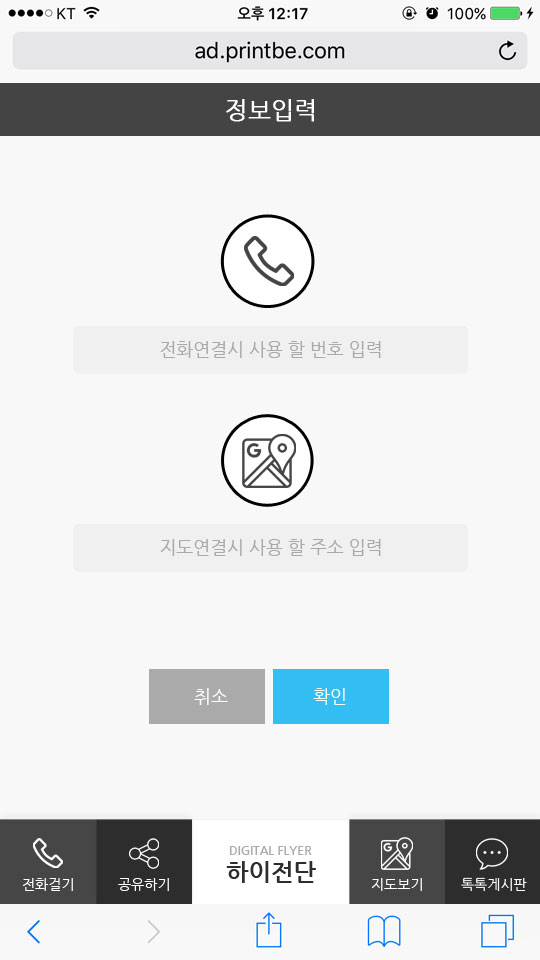 KT 오후 12:17 100%
ad.printbe.com
정보입력
전화연결시 사용 할 번호 입력
G
지도연결시 사용 할 주소 입력
취소 확인
DIGITAL FLYER
하이전단
전화걸기 공유하기 G 지도보기 톡톡게시판